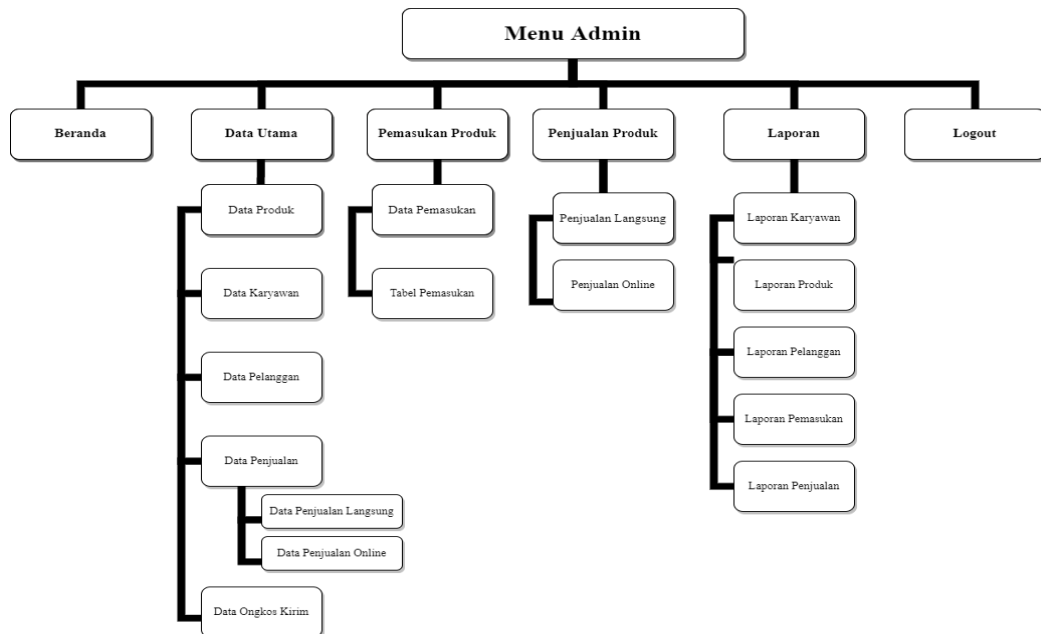 Menu Admin
Beranda
Data Utama
Pemasukan Produk
Penjualan Produk
Laporan
Logout
Data Produk
Data Karyawan
Data Pelanggan
Data Penjualan
Data Penjualan Langsung
Data Penjualan Online
Data Ongkos Kirim
Data Pemasukan
Tabel Pemasukan
Penjualan Langsung
Penjualan Online
Laporan Karyawan
Laporan Produk
Laporan Pelanggan
Laporan Pemasukan
Laporan Penjualan